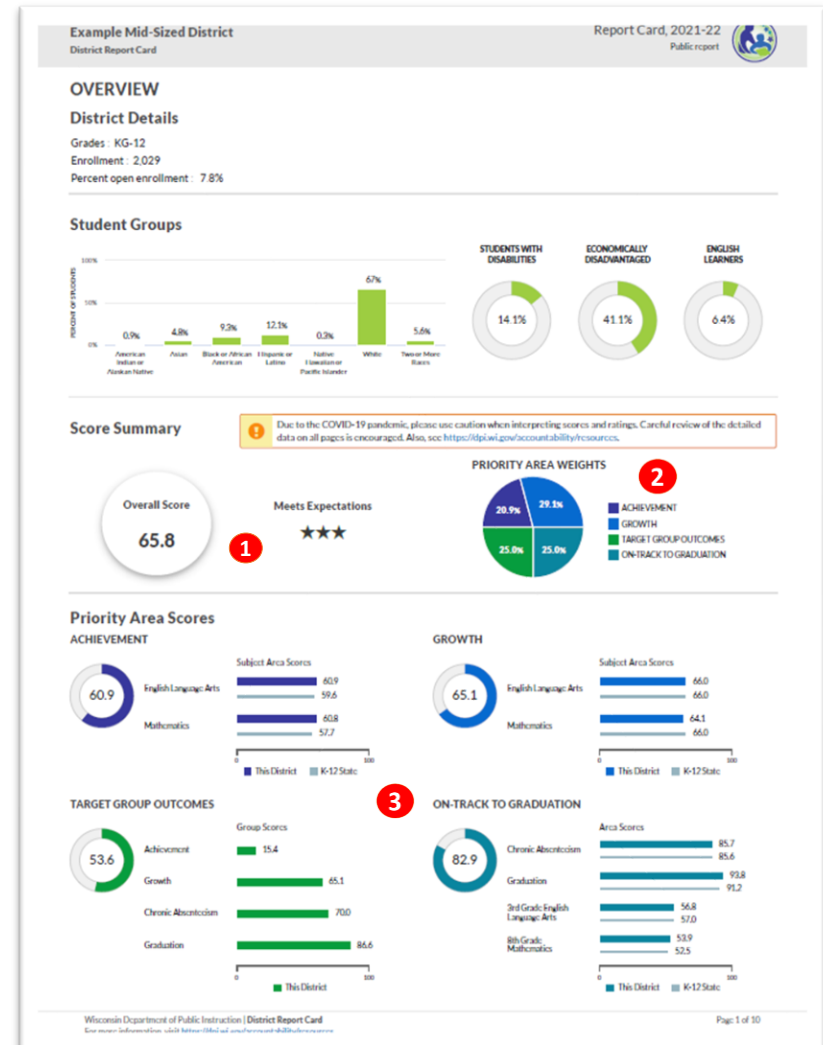 Example Mid-Sized District
District Report Card
Report Card, 2021-22
Public report
OVERVIEW
District Details
Grades : KG-12
Enrollment : 2,029
Percent open enrollment : 7.8%
Student Groups
PERCENT OF STUDENTS
100%
50%
0%
0.9%
4.8%
9.3%
12.1%
0.3%
67%
5.6%
American Indian or Alaskan Native
Asian
Black or African American
Hispanic or Latino
Native Hawaiian or Pacific Islander
White
Two or More Races
STUDENTS WITH DISABILITIES
14.1%
ECONOMICALLY DISADVANTAGED
41.1%
ENGLISH LEARNERS
6.4%
Score Summary
Due to the COVID-19 pandemic, please use caution when interpreting scores and ratings. Careful review of the detailed
data on all pages is encouraged. Also, see https://dpi.wi.gov/accountability/resources.
Overall Score
65.8
1
Meets Expectations
★★★
PRIORITY AREA WEIGHTS
2
20.9%
29.1%
25.0%
25.0%
ACHIEVEMENT
GROWTH
TARGET GROUP OUTCOMES
ON-TRACK TO GRADUATION
Priority Area Scores
ACHIEVEMENT
60.9
Subject Area Scores
English Language Arts
60.9
59.6
Mathematics
60.8
57.7
0
100
This District
K-12 State
GROWTH
65.1
Subject Area Scores
English Language Arts
66.0
66.0
Mathematics
64.1
66.0
0
100
This District
K-12 State
3
TARGET GROUP OUTCOMES
53.6
Group Scores
Achievement
15.4
Growth
65.1
Chronic Absenteeism
70.0
Graduation
86.6
0
100
This District
ON-TRACK TO GRADUATION
82.9
Area Scores
Chronic Absenteeism
85.7
85.6
Graduation
93.8
91.2
3rd Grade English
Language Arts
56.8
57.0
8th Grade
Mathematics
53.9
52.5
0
100
This District
K-12 State
Wisconsin Department of Public Instruction | District Report Card
Page 1 of 10
For more information, visit https://dpi.wi.gov/accountability/resources